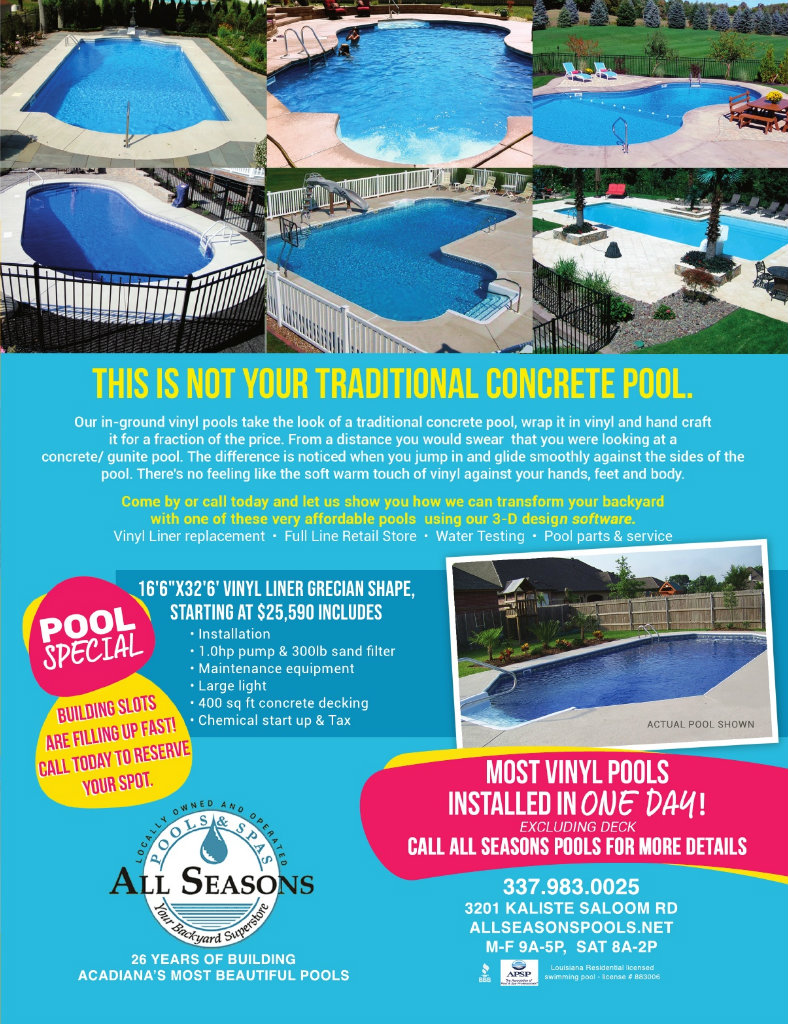 THIS IS NOT YOUR TRADITIONAL CONCRETE POOL.
Our in-ground vinyl pools take the look of a traditional concrete pool, wrap it in vinyl and hand craft
it for a fraction of the price. From a distance you would swear that you were looking at a
concrete/ gunite pool. The difference is noticed when you jump in and glide smoothly against the sides of the
pool. There's no feeling like the soft warm touch of vinyl against your hands, feet and body.
Come by or call today and let us show you how we can transform your backyard
with one of these very affordable pools using our 3-D design software.
Vinyl Liner replacement • Full Line Retail Store • Water Testing • Pool parts & service
POOL
SPECIAL
16'6"X32'6' VINYL LINER GRECIAN SHAPE,
STARTING AT $25,590 INCLUDES
• Installation
• 1.0hp pump & 300lb sand filter
• Maintenance equipment
• Large light
• 400 sq ft concrete decking
• Chemical start up & Tax
ACTUAL POOL SHOWN
BUILDING SLOTS
ARE FILLING UP FAST!
CALL TODAY TO RESERVE
YOUR SPOT.
MOST VINYL POOLS
INSTALLED IN ONE DAY!
EXCLUDING DECK
CALL ALL SEASONS POOLS FOR MORE DETAILS
LOCALLY OWNED AND OPERATED
POOLS & SPAS
ALL SEASONS
Your Backyard Superstore
26 YEARS OF BUILDING
ACADIANA'S MOST BEAUTIFUL POOLS
337.983.0025
3201 KALISTE SALOOM RD
ALLSEASONSPOOLS.NET
M-F 9A-5P, SAT 8A-2P
BBB
APSP
Louisiana Residential licensed
swimming pool - license # 883006